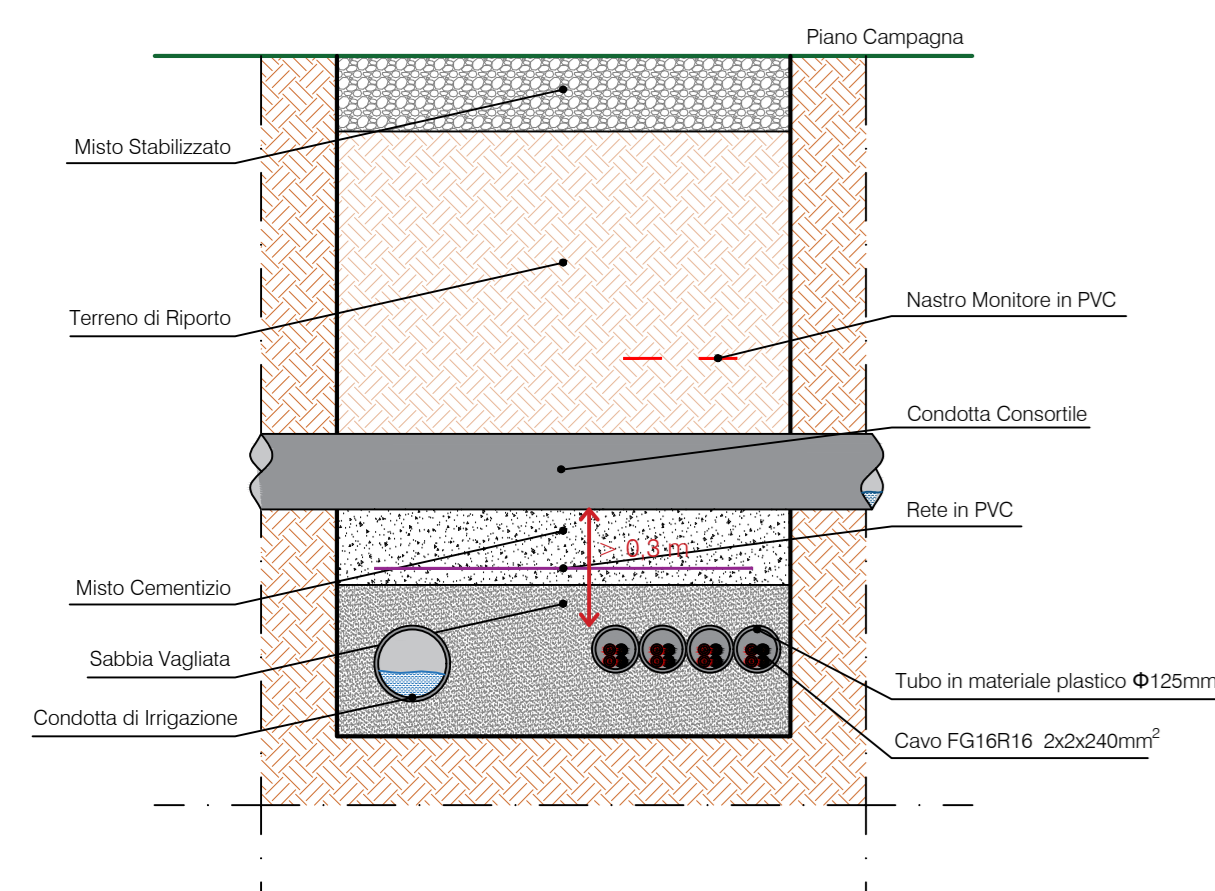 Piano Campagna
Misto Stabilizzato
Nastro Monitore in PVC
Terreno di Riporto
Condotta Consortile
Rete in PVC
> 0.3 m
Misto Cementizio
Sabbia Vagliata
Tubo in materiale plastico Φ125mm
Condotta di Irrigazione
Cavo FG16R16 2x2x240mm²